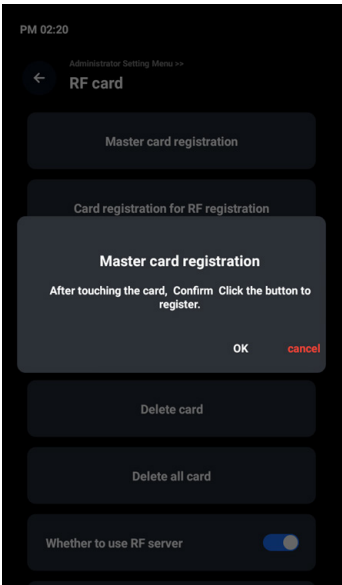 PM 02:20
Administrator Setting Menu >>
RF card
Master card registration
Card registration for RF registration
Master card registration
After touching the card, Confirm Click the button to
register.
OK cancel
Delete card
Delete all card
Whether to use RF server